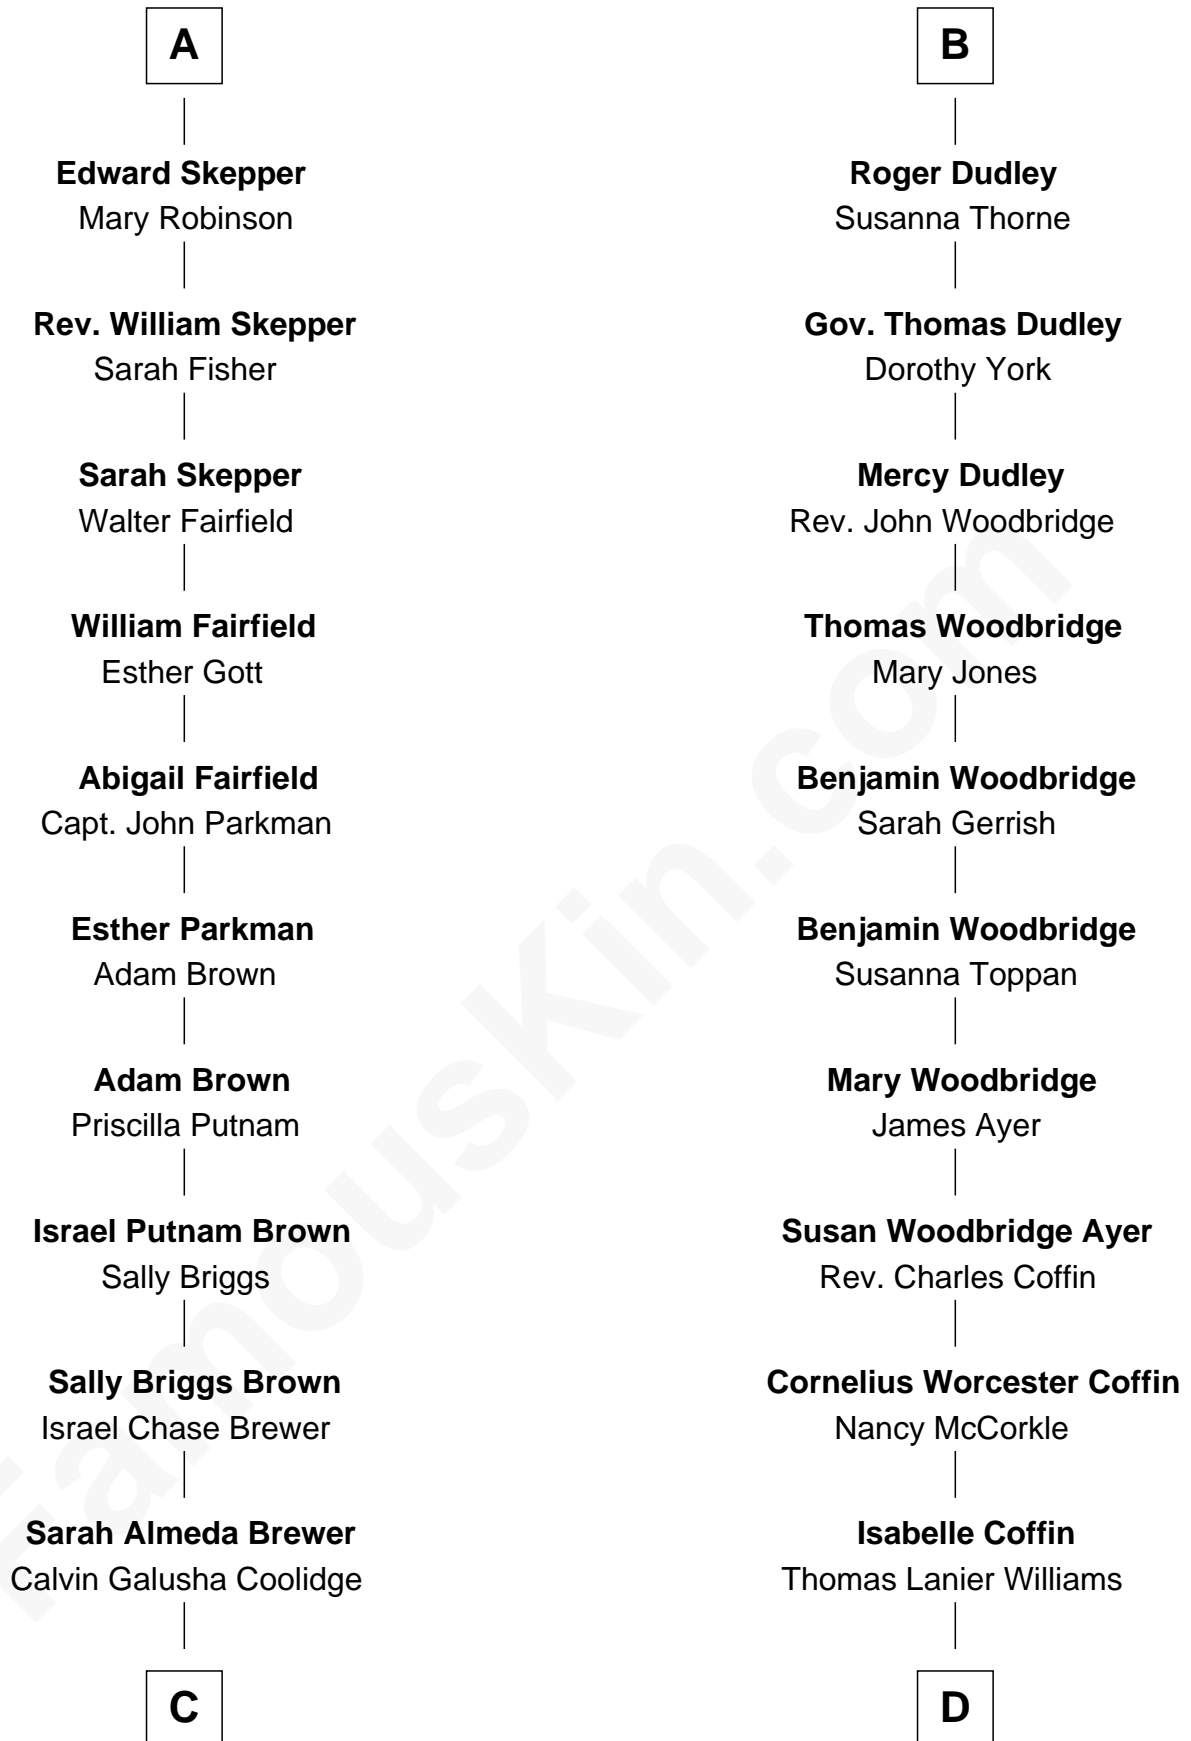 A
Edward Skepper
Mary Robinson
Rev. William Skepper
Sarah Fisher
Sarah Skepper
Walter Fairfield
William Fairfield
Esther Gott
Abigail Fairfield
Capt. John Parkman
Esther Parkman
Adam Brown
Adam Brown
Priscilla Putnam
Israel Putnam Brown
Sally Briggs
Sally Briggs Brown
Israel Chase Brewer
Sarah Almeda Brewer
Calvin Galusha Coolidge
C
B
Roger Dudley
Susanna Thorne
Gov. Thomas Dudley
Dorothy York
Mercy Dudley
Rev. John Woodbridge
Thomas Woodbridge
Mary Jones
Benjamin Woodbridge
Sarah Gerrish
Benjamin Woodbridge
Susanna Toppan
Mary Woodbridge
James Ayer
Susan Woodbridge Ayer
Rev. Charles Coffin
Cornelius Worcester Coffin
Nancy McCorkle
Isabelle Coffin
Thomas Lanier Williams
D
FamousKin.com